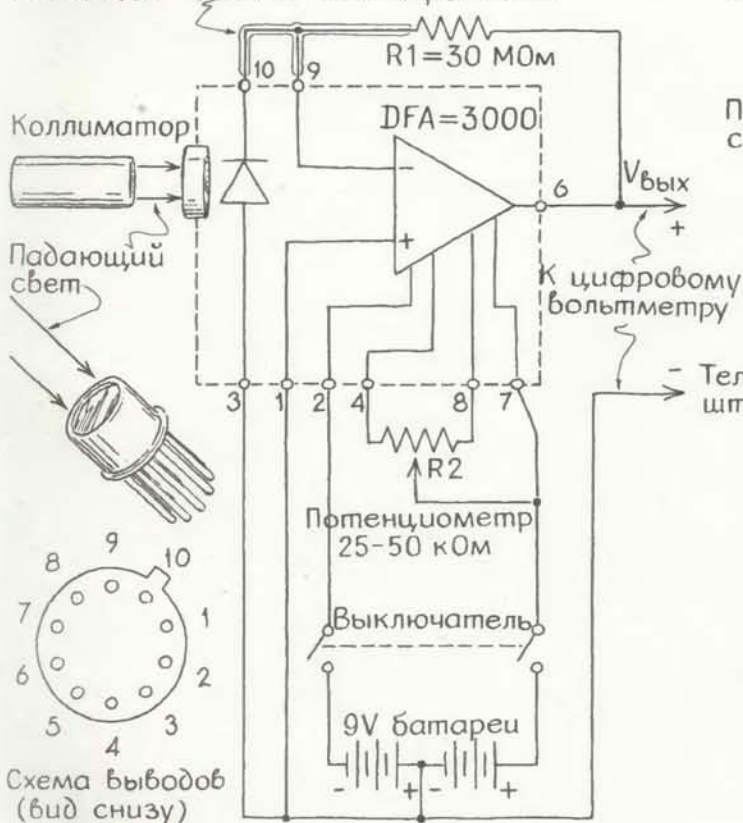 R1=30 МОм
10 9
DFA=3000
Коллиматор
6
Vвых
+
-
+
Падающий
свет
К цифровому
вольтметру
-
3 1 2 4 8 7
R2
Потенциометр
25-50 кОм
Выключатель
9V батареи
- + - +
8 9 10
7 1
6 2
5 4 3
Схема выводов
(вид снизу)